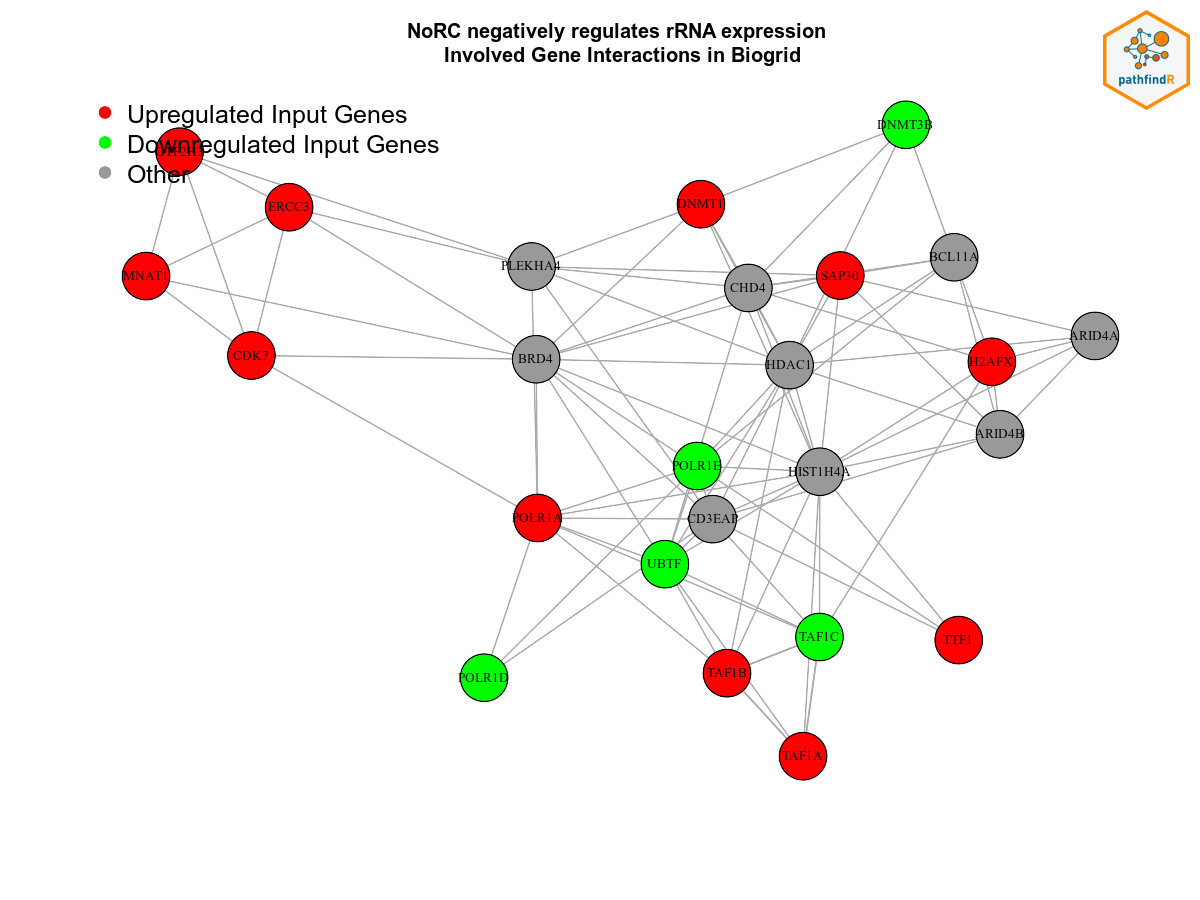 NoRC negatively regulates rRNA expression
Involved Gene Interactions in Biogrid
pathfindR
Upregulated Input Genes
Downregulated Input Genes
Other
DNMT3B
ERCC3
DNMT1
MNAT1
PLEKHA4
CHD4
SAP30
BCL11A
ARID4A
CDK7
BRD4
HDAC1
H2AFX
ARID4B
POLR1E
HIST1H4A
POLR1A
CD3EAP
UBTF
TAF1C
TTF1
POLR1D
TAF1B
TAF1A